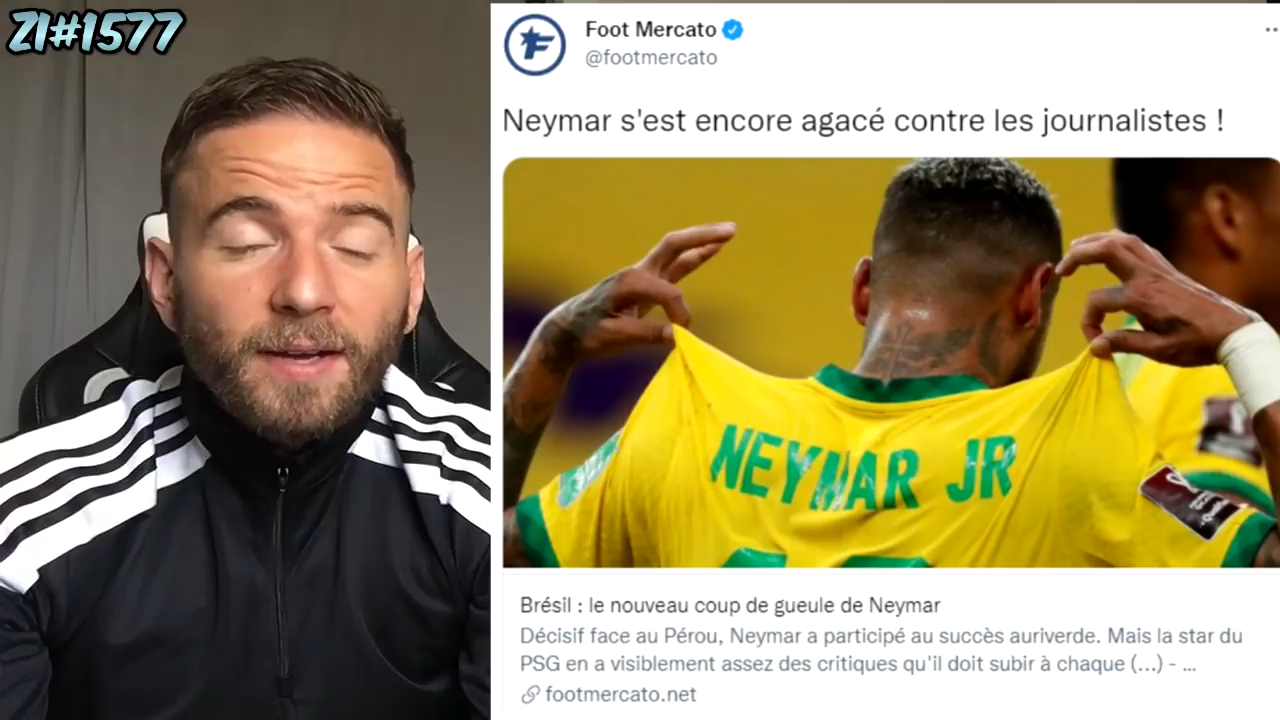 ZI#1577
Foot Mercato
@footmercato
Neymar s'est encore agacé contre les journalistes !
NEYMAR JR
Brésil : le nouveau coup de gueule de Neymar
Décisif face au Pérou, Neymar a participé au succès auriverde. Mais la star du
PSG en a visiblement assez des critiques qu'il doit subir à chaque (...) - ...
footmercato.net